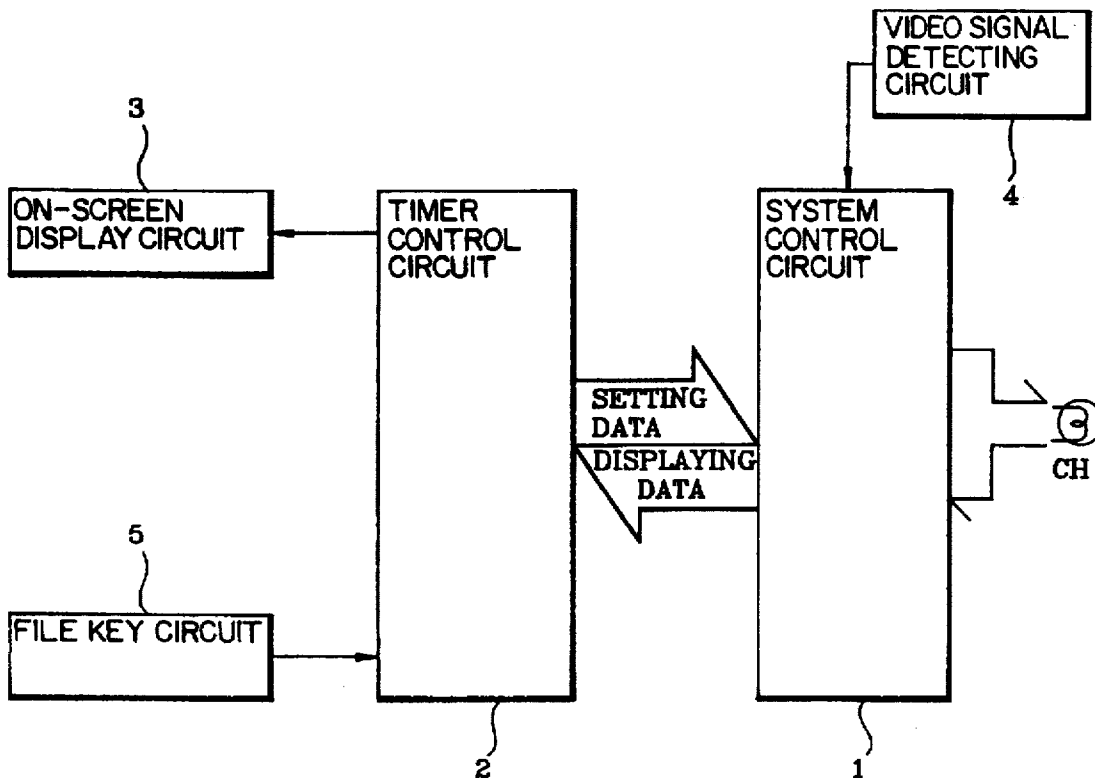 VIDEO SIGNAL
DETECTING
CIRCUIT
4
3
ON-SCREEN
DISPLAY CIRCUIT
TIMER
CONTROL
CIRCUIT
SYSTEM
CONTROL
CIRCUIT
SETTING
DATA
DISPLAYING
DATA
CH
5
FILE KEY CIRCUIT
2
1